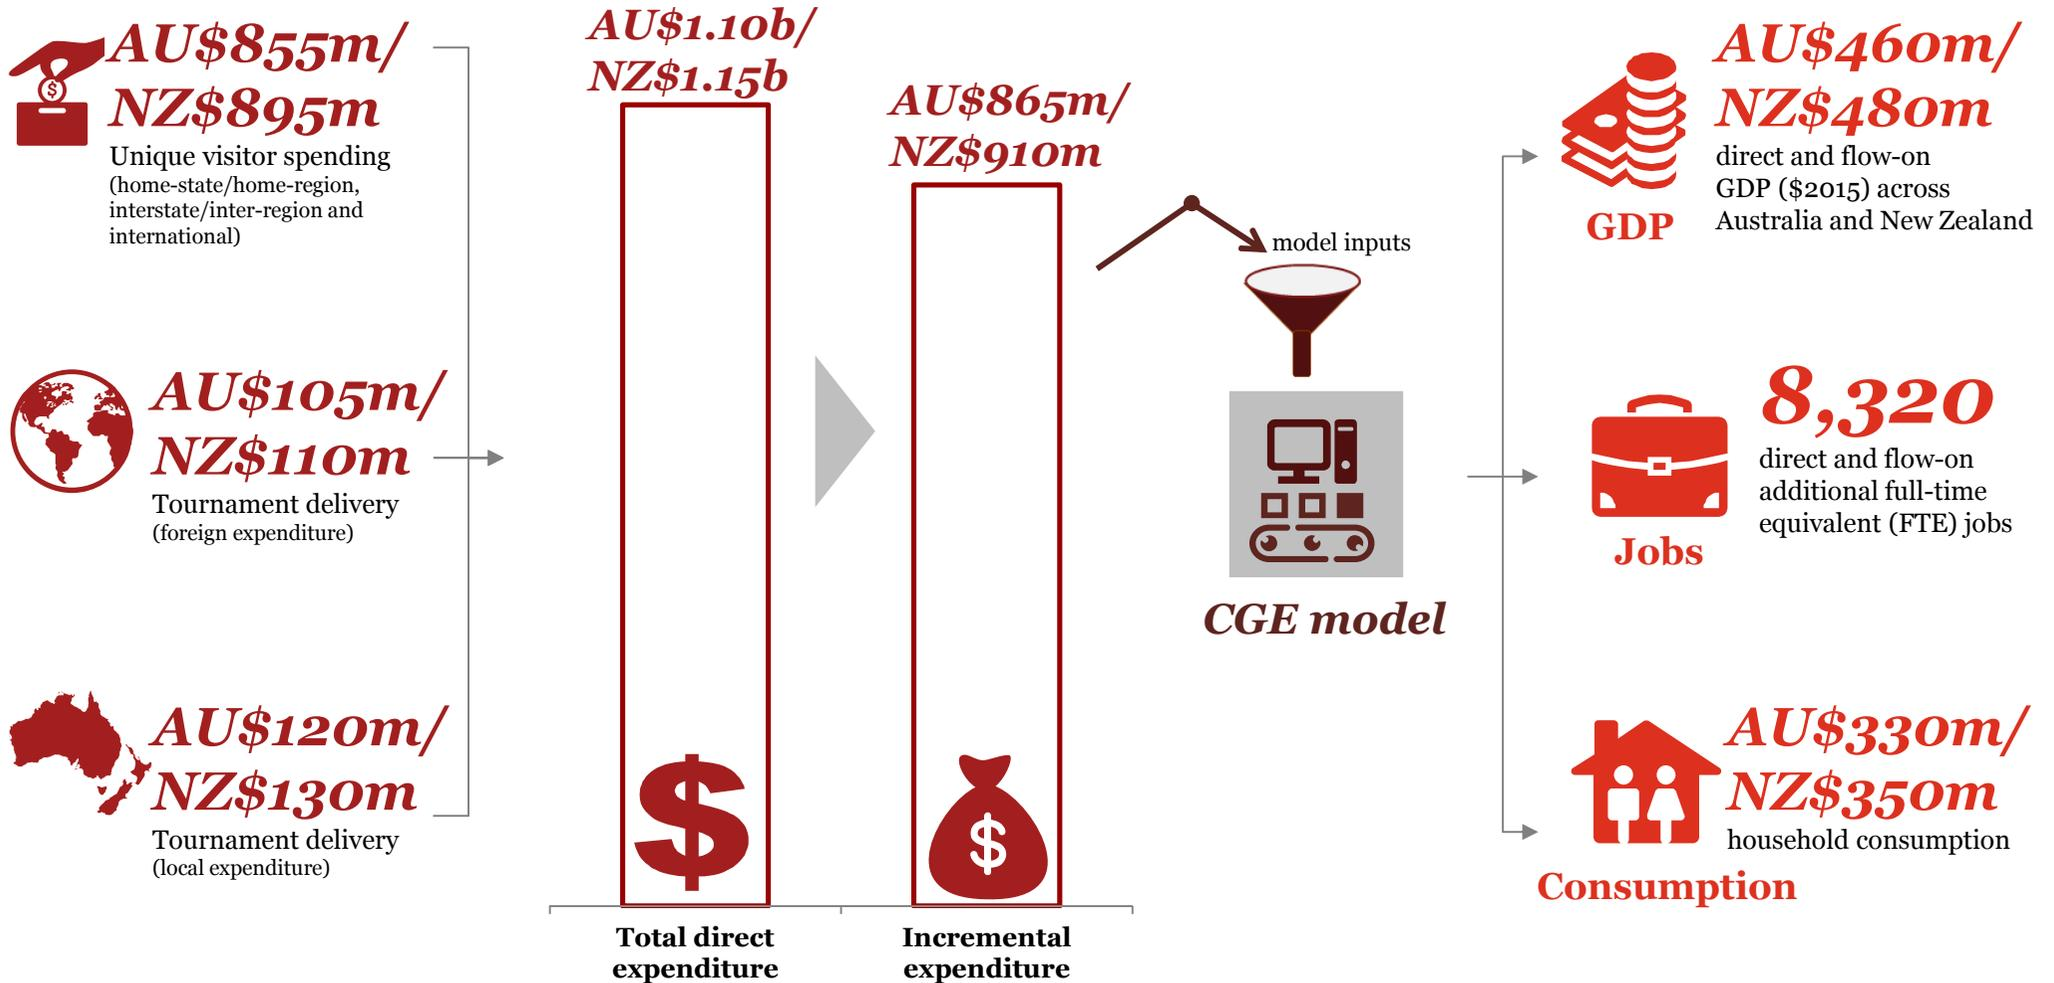 AU$855m/
NZ$895m
Unique visitor spending
(home-state/home-region,
interstate/inter-region and
international)
AU$105m/
NZ$110m
Tournament delivery
(foreign expenditure)
AU$120m/
NZ$130m
Tournament delivery
(local expenditure)
AU$1.10b/
NZ$1.15b
$
Total direct
expenditure
AU$865m/
NZ$910m
$
Incremental
expenditure
model inputs
CGE model
AU$460m/
NZ$480m
direct and flow-on
GDP ($2015) across
Australia and New Zealand
GDP
8,320
direct and flow-on
additional full-time
equivalent (FTE) jobs
Jobs
AU$330m/
NZ$350m
household consumption
Consumption